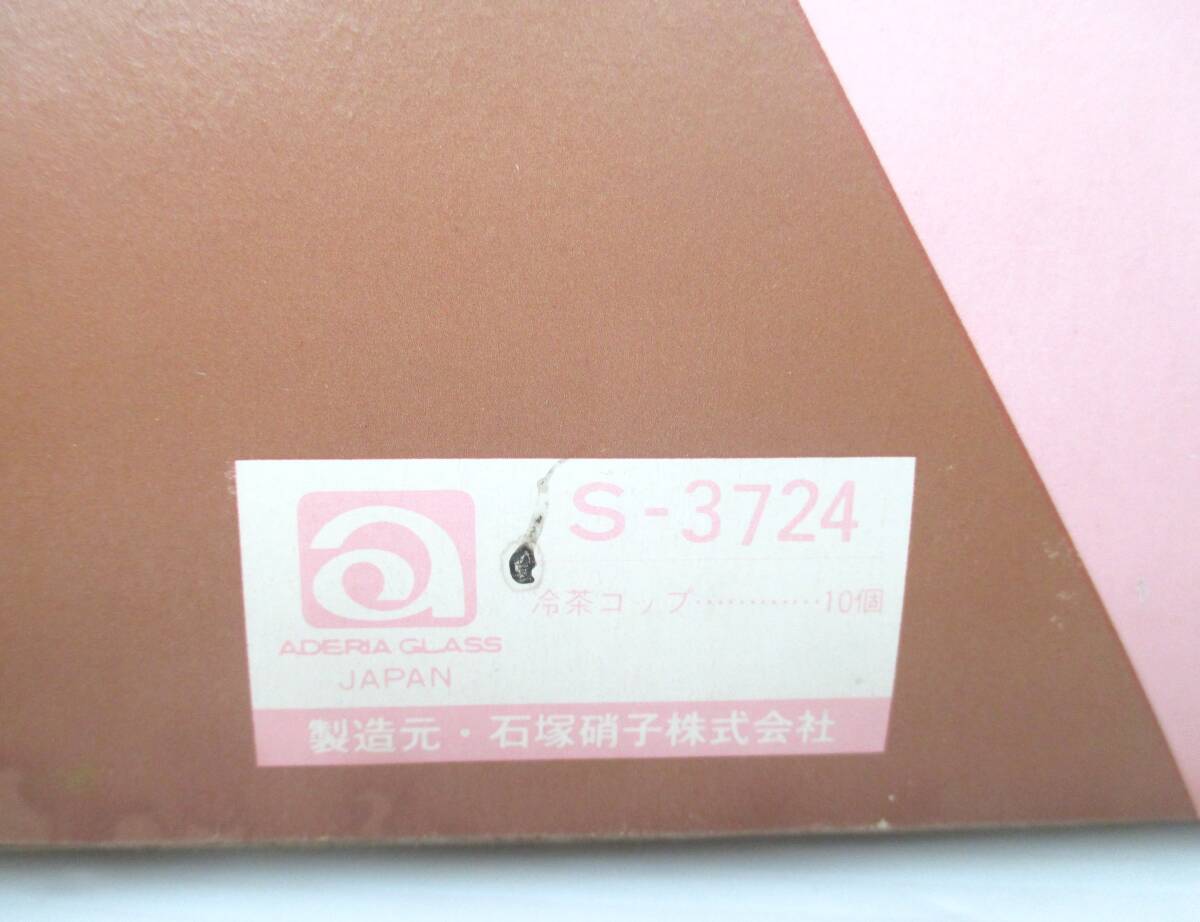 S-3724
冷茶コップ…………10個
ADERIA GLASS
JAPAN
製造元・石塚硝子株式会社